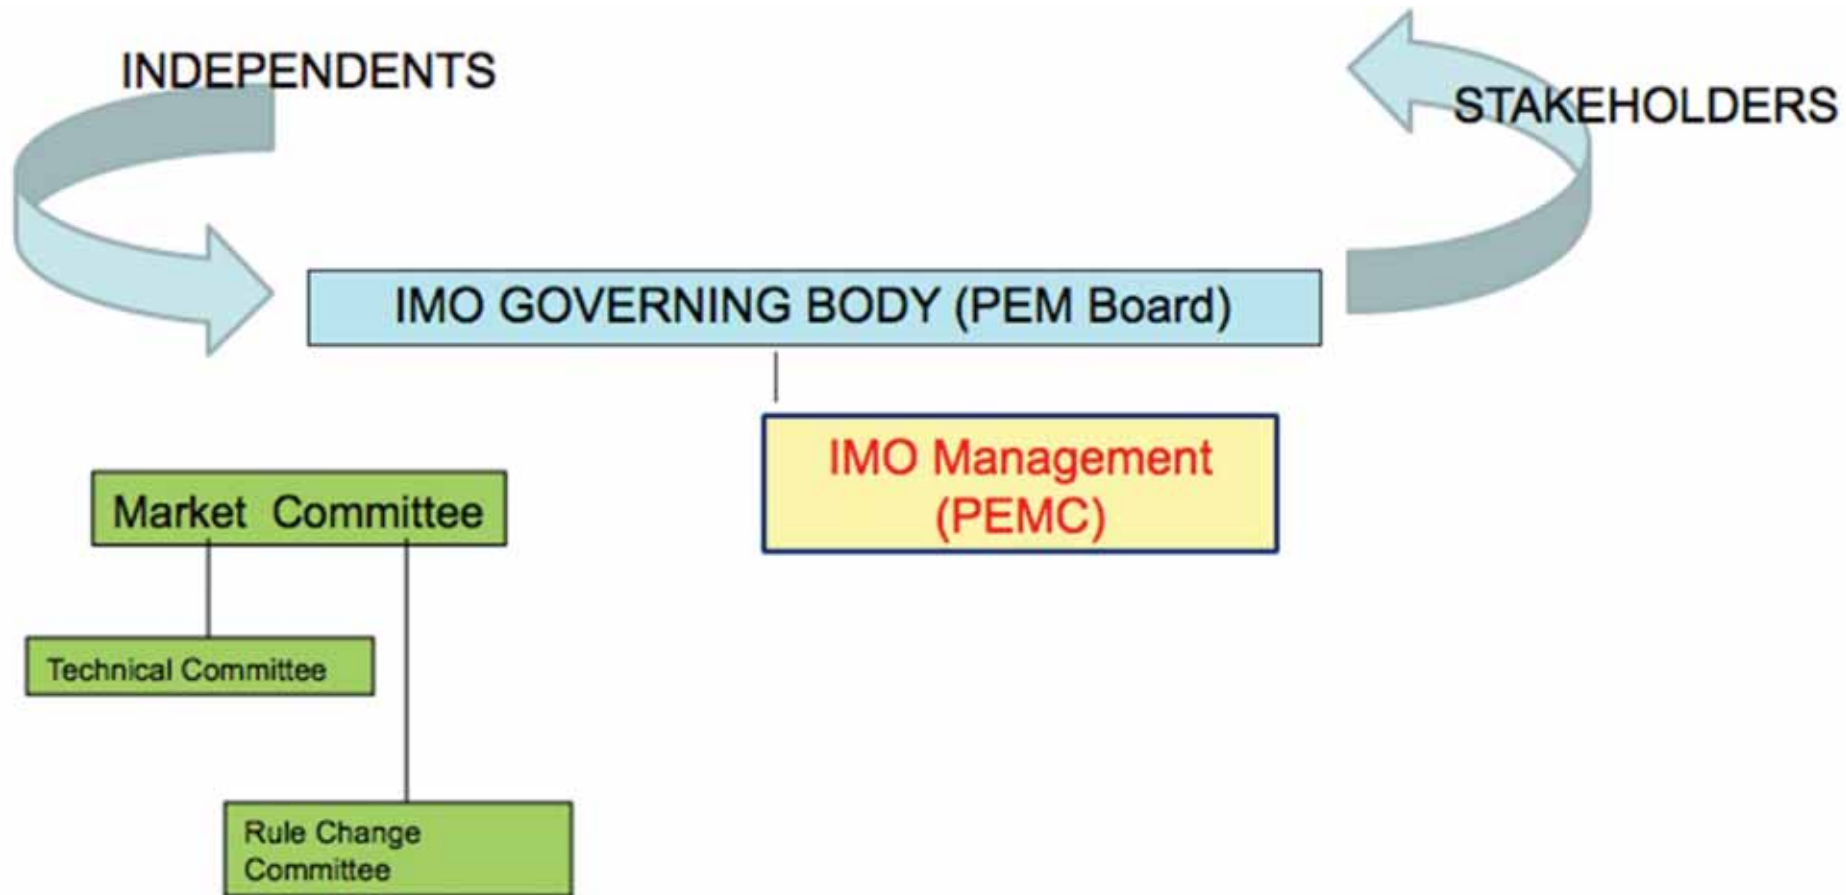 INDEPENDENTS
STAKEHOLDERS
IMO GOVERNING BODY (PEM Board)
IMO Management
(PEMC)
Market Committee
Technical Committee
Rule Change
Committee